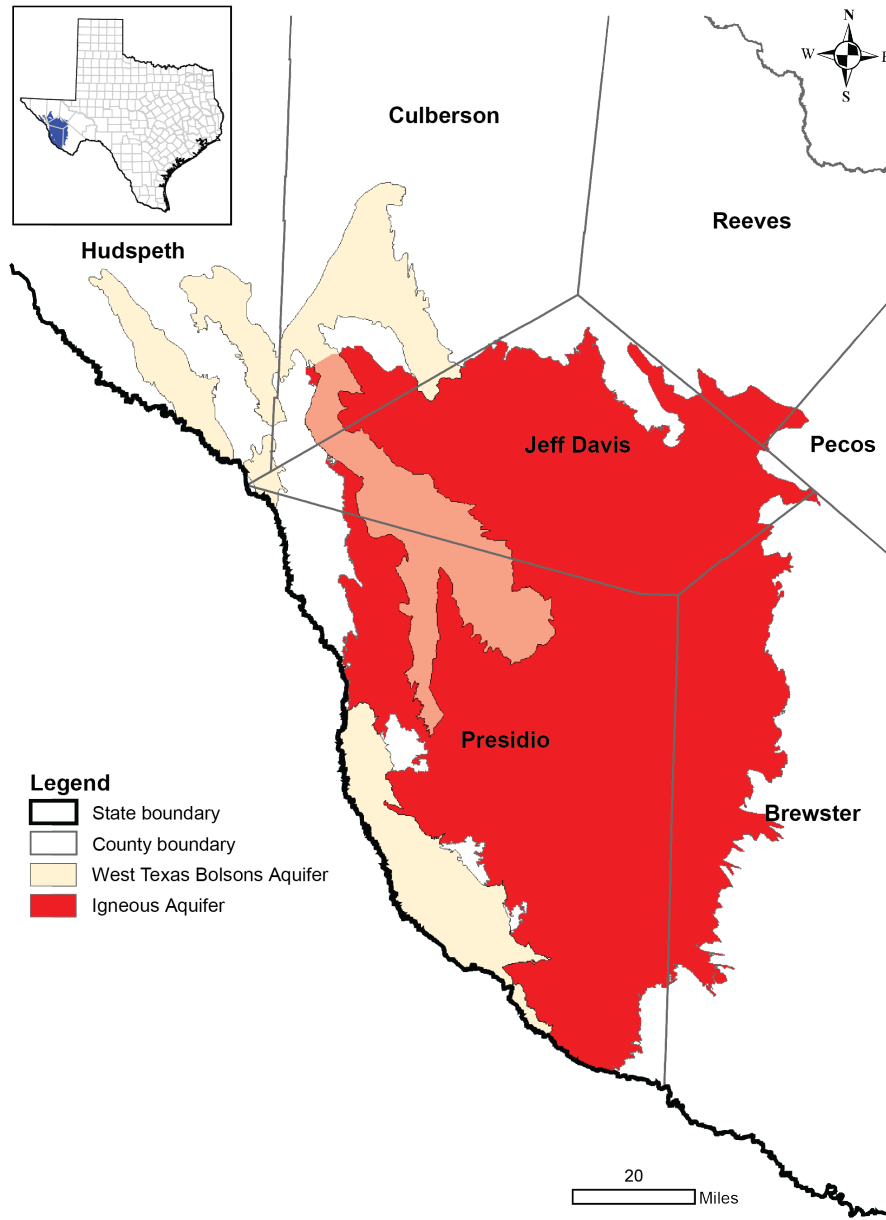 N
W
E
S
Culberson
Reeves
Hudspeth
Jeff Davis
Pecos
Presidio
Brewster
Legend
State boundary
County boundary
West Texas Bolsons Aquifer
Igneous Aquifer
20
Miles